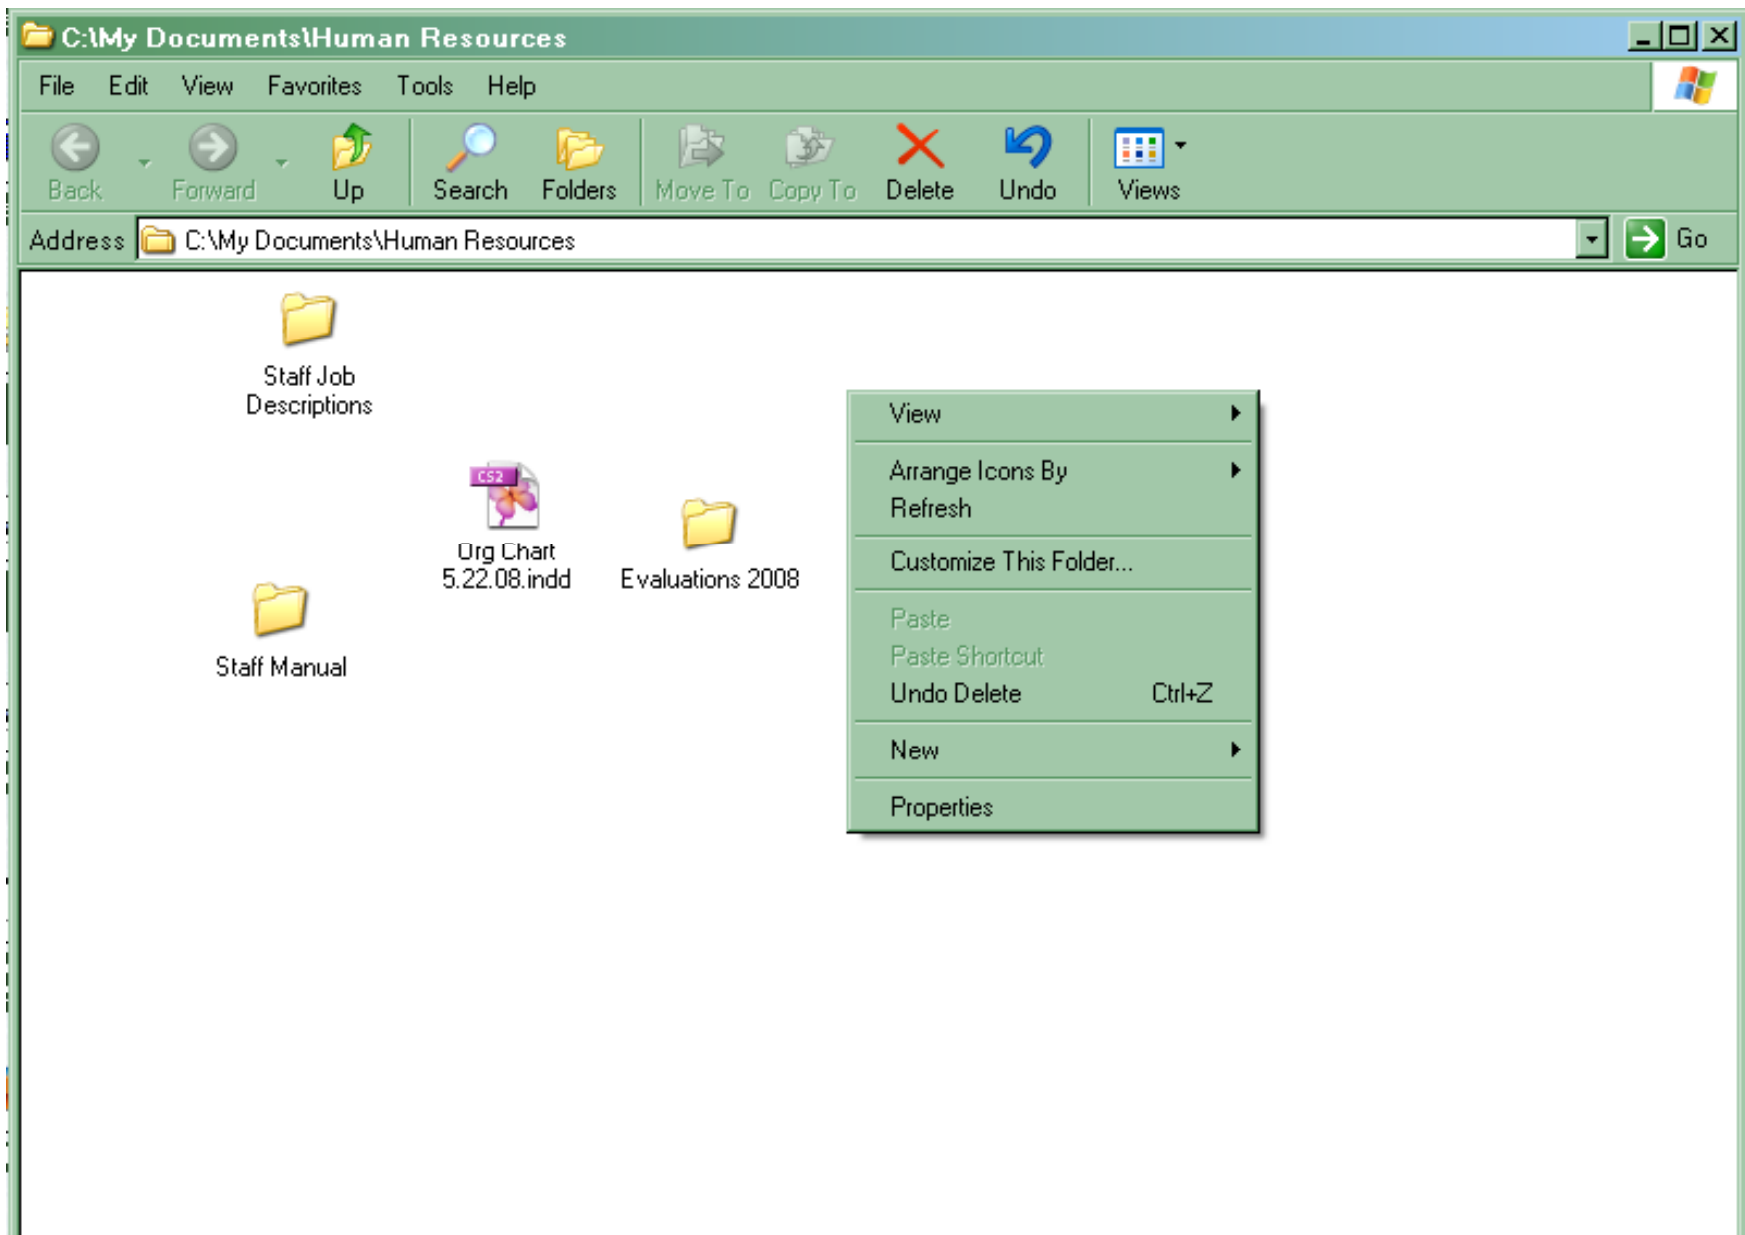 C:\My Documents\Human Resources
File Edit View Favorites Tools Help
Back Forward Up Search Folders Move To Copy To Delete Undo Views
Address C:\My Documents\Human Resources Go
Staff Job
Descriptions
CS2
Org Chart
5.22.08.indd
Evaluations 2008
Staff Manual
View
Arrange Icons By
Refresh
Customize This Folder...
Paste
Paste Shortcut
Undo Delete Ctrl+Z
New
Properties